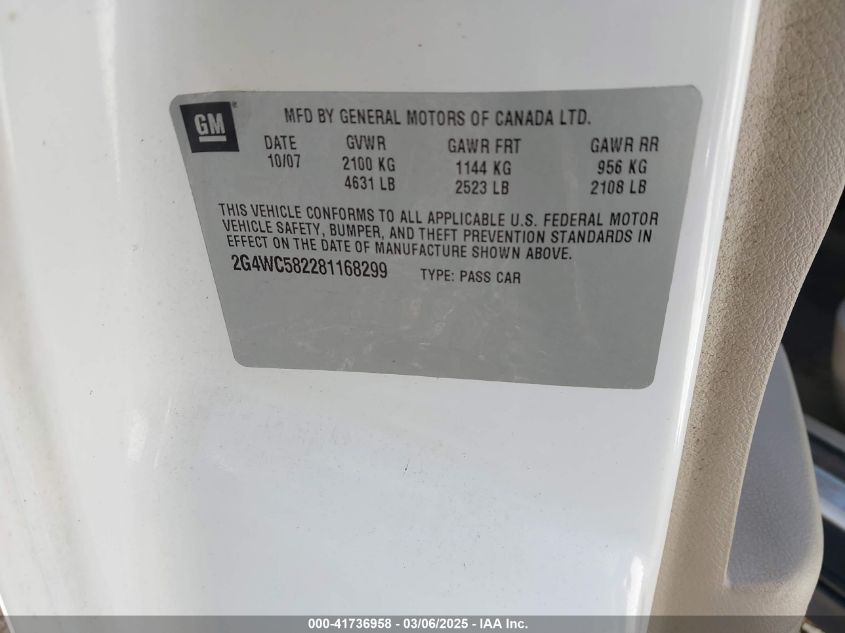 GM
MFD BY GENERAL MOTORS OF CANADA LTD.
DATE GVWR GAWR FRT GAWR RR
10/07 2100 KG 1144 KG 956 KG
4631 LB 2523 LB 2108 LB
THIS VEHICLE CONFORMS TO ALL APPLICABLE U.S. FEDERAL MOTOR
VEHICLE SAFETY, BUMPER, AND THEFT PREVENTION STANDARDS IN
EFFECT ON THE DATE OF MANUFACTURE SHOWN ABOVE.
2G4WC582281168299 TYPE: PASS CAR
000-41736958 - 03/06/2025 - IAA Inc.